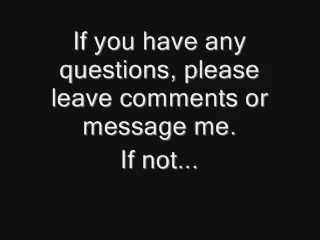 If you have any
questions, please
leave comments or
message me.
If not...